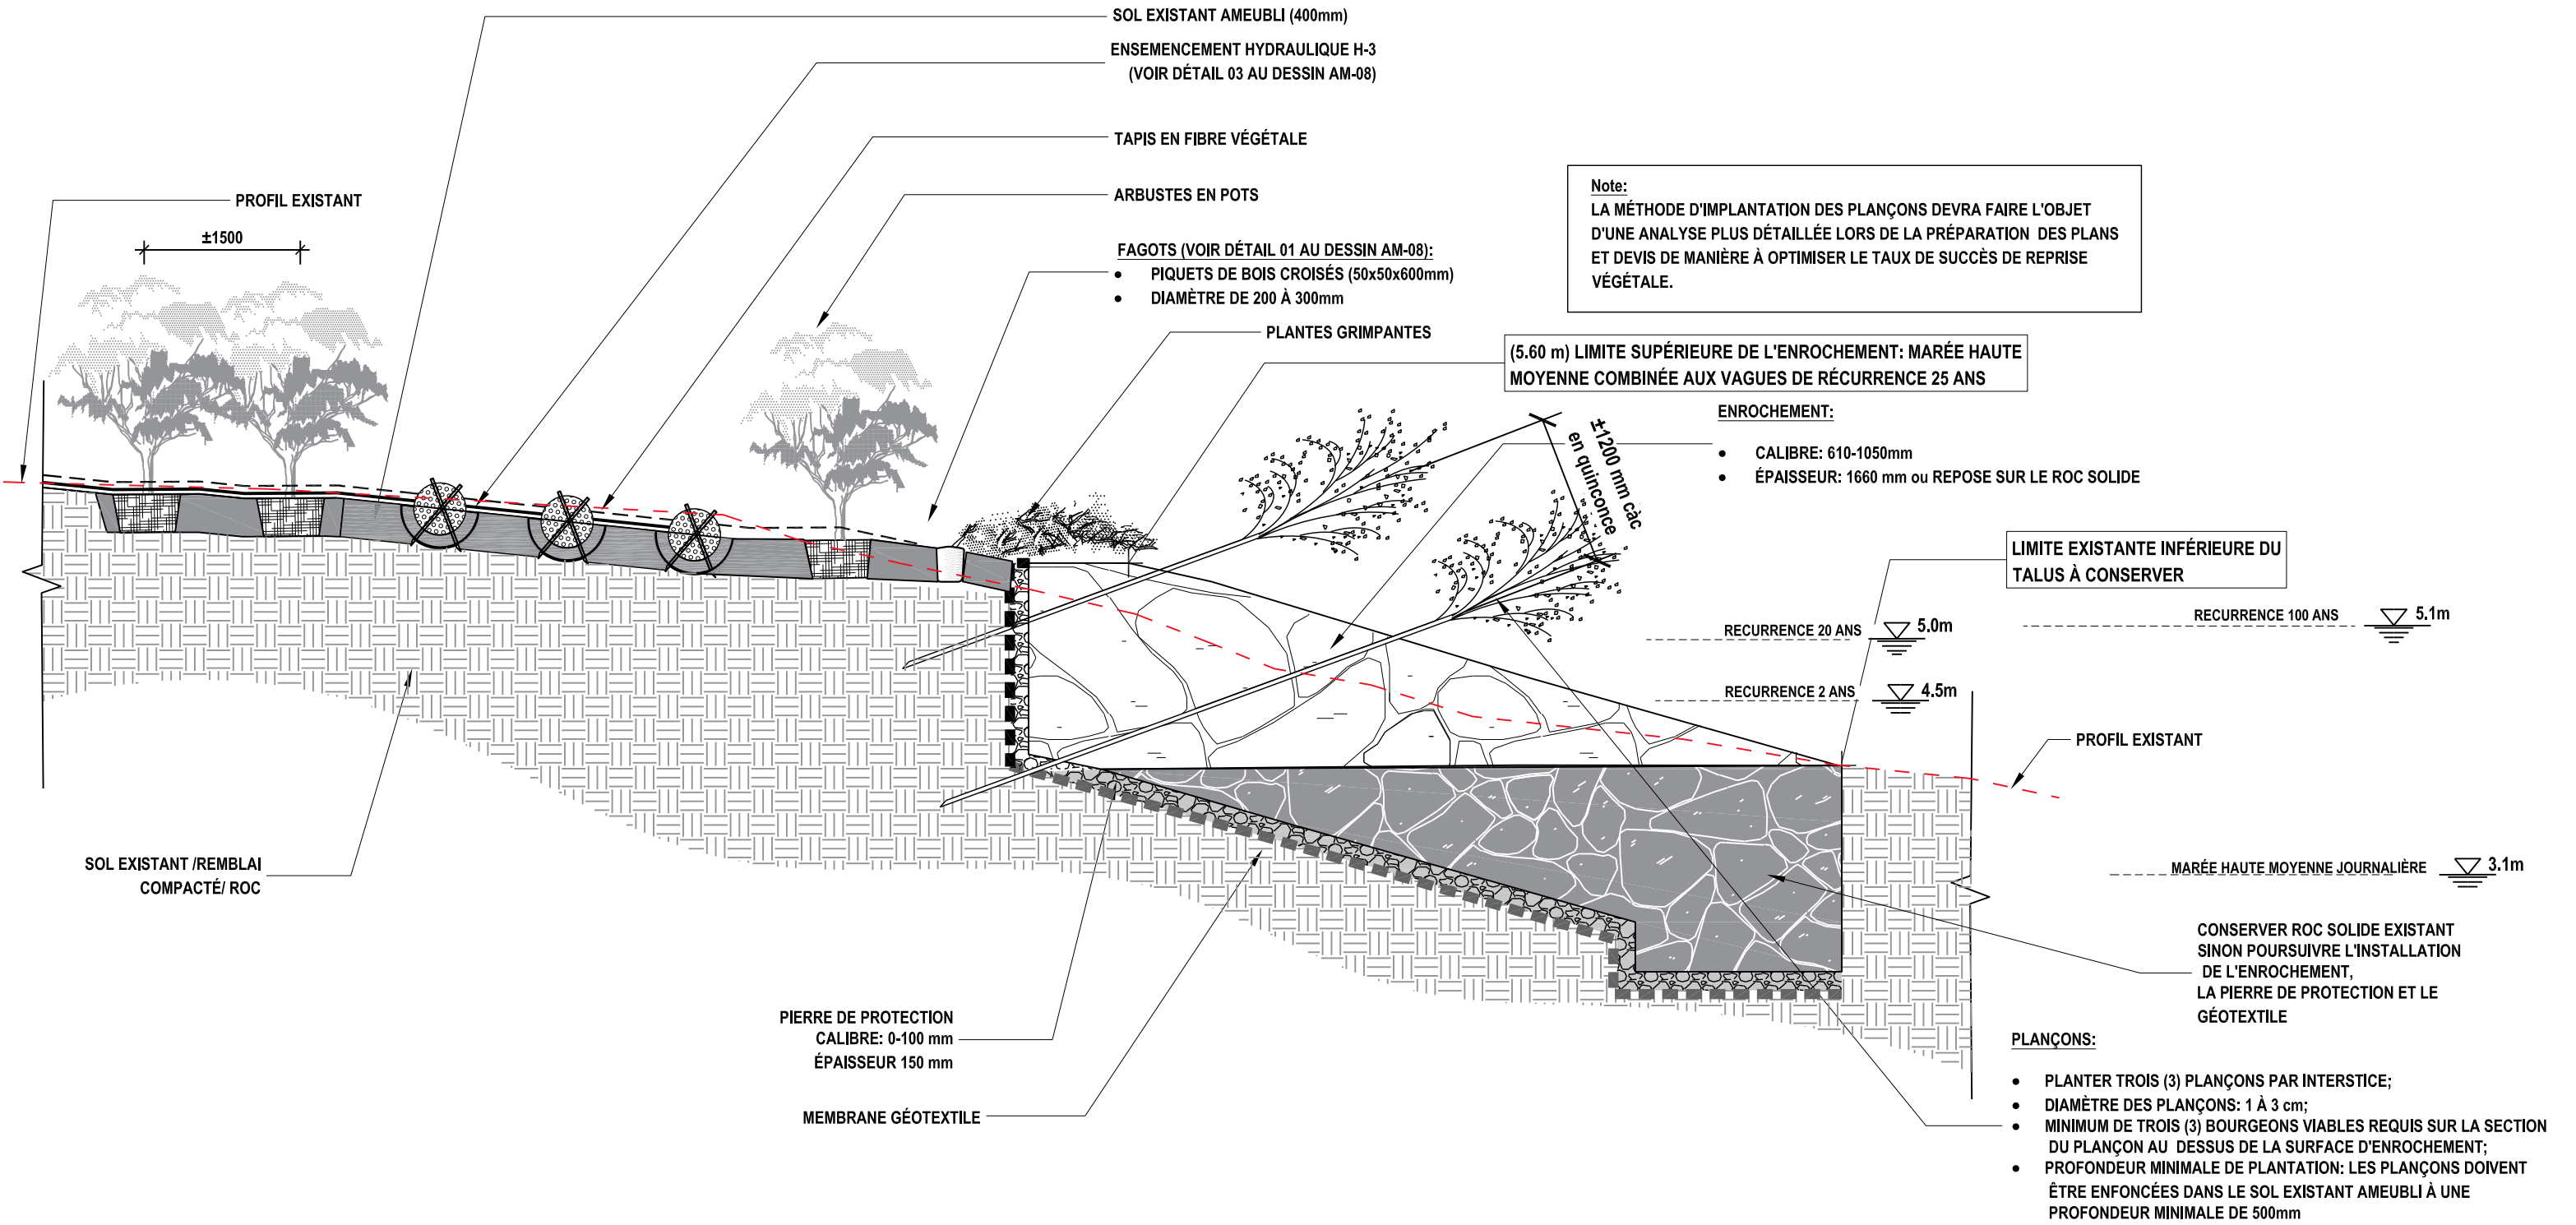 SOL EXISTANT AMEUBLI (400mm)
ENSEMENCEMENT HYDRAULIQUE H-3
(VOIR DÉTAIL 03 AU DESSIN AM-08)
TAPIS EN FIBRE VÉGÉTALE
ARBUSTES EN POTS
PROFIL EXISTANT
±1500
FAGOTS (VOIR DÉTAIL 01 AU DESSIN AM-08):
• PIQUETS DE BOIS CROISÉS (50x50x600mm)
• DIAMÈTRE DE 200 À 300mm
PLANTES GRIMPANTES
Note:
LA MÉTHODE D'IMPLANTATION DES PLANÇONS DEVRA FAIRE L'OBJET
D'UNE ANALYSE PLUS DÉTAILLÉE LORS DE LA PRÉPARATION DES PLANS
ET DEVIS DE MANIÈRE À OPTIMISER LE TAUX DE SUCCÈS DE REPRISE
VÉGÉTALE.
(5.60 m) LIMITE SUPÉRIEURE DE L'ENROCHEMENT: MARÉE HAUTE
MOYENNE COMBINÉE AUX VAGUES DE RÉCURRENCE 25 ANS
ENROCHEMENT:
• CALIBRE: 610-1050mm
• ÉPAISSEUR: 1660 mm ou REPOSE SUR LE ROC SOLIDE
±1200 mm càc
en quinconce
LIMITE EXISTANTE INFÉRIEURE DU
TALUS À CONSERVER
RECURRENCE 100 ANS 5.1m
RECURRENCE 20 ANS 5.0m
RECURRENCE 2 ANS 4.5m
PROFIL EXISTANT
MARÉE HAUTE MOYENNE JOURNALIÈRE 3.1m
SOL EXISTANT /REMBLAI
COMPACTÉ/ ROC
CONSERVER ROC SOLIDE EXISTANT
SINON POURSUIVRE L'INSTALLATION
DE L'ENROCHEMENT,
LA PIERRE DE PROTECTION ET LE
GÉOTEXTILE
PIERRE DE PROTECTION
CALIBRE: 0-100 mm
ÉPAISSEUR 150 mm
MEMBRANE GÉOTEXTILE
PLANÇONS:
• PLANTER TROIS (3) PLANÇONS PAR INTERSTICE;
• DIAMÈTRE DES PLANÇONS: 1 À 3 cm;
• MINIMUM DE TROIS (3) BOURGEONS VIABLES REQUIS SUR LA SECTION
DU PLANÇON AU DESSUS DE LA SURFACE D'ENROCHEMENT;
• PROFONDEUR MINIMALE DE PLANTATION: LES PLANÇONS DOIVENT
ÊTRE ENFONCÉES DANS LE SOL EXISTANT AMEUBLI À UNE
PROFONDEUR MINIMALE DE 500mm